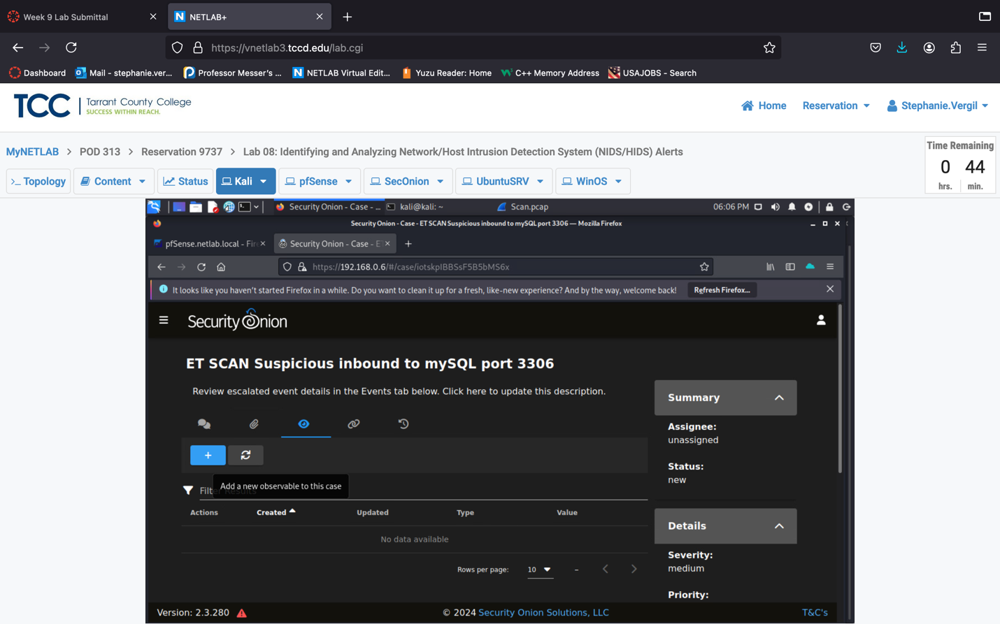 Week 9 Lab Submittal
NETLAB+
https://vnetlab3.tccd.edu/lab.cgi
Dashboard
Mail - stephanie.ver...
Professor Messer's ...
NETLAB Virtual Edit...
Yuzu Reader: Home
C++ Memory Address
USAJOBS - Search
TCC
Tarrant County College
SUCCESS WITHIN REACH.
Home
Reservation
Stephanie.Vergil
MyNETLAB > POD 313 > Reservation 9737 > Lab 08: Identifying and Analyzing Network/Host Intrusion Detection System (NIDS/HIDS) Alerts
Time Remaining
0 44
hrs. min.
>_ Topology
Content
Status
Kali
pfSense
SecOnion
UbuntuSRV
WinOS
Security Onion - Case - ...
kali@kali: ~
Scan.pcap
06:06 PM
Security Onion - Case - ET SCAN Suspicious inbound to mySQL port 3306 — Mozilla Firefox
pfSense.netlab.local - Fire
Security Onion - Case - E
https://192.168.0.6/#/case/iotskpIBBSsF5B5bMS6x
It looks like you haven't started Firefox in a while. Do you want to clean it up for a fresh, like-new experience? And by the way, welcome back!
Refresh Firefox...
Security Onion
ET SCAN Suspicious inbound to mySQL port 3306
Review escalated event details in the Events tab below. Click here to update this description.
+
Add a new observable to this case
Filter Results
Actions
Created
Updated
Type
Value
No data available
Rows per page:
10
–
Summary
Assignee:
unassigned
Status:
new
Details
Severity:
medium
Priority:
Version: 2.3.280
© 2024 Security Onion Solutions, LLC
T&C's